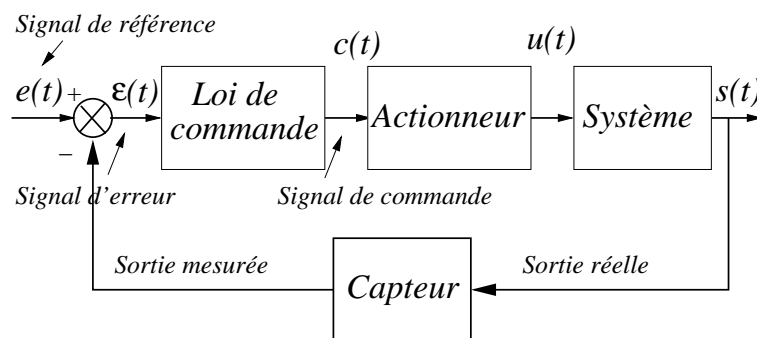 Signal de référence
c(t)
u(t)
e(t)
+
ε(t)
Loi de
commande
Actionneur
Système
s(t)
−
Signal d'erreur
Signal de commande
Sortie mesurée
Capteur
Sortie réelle